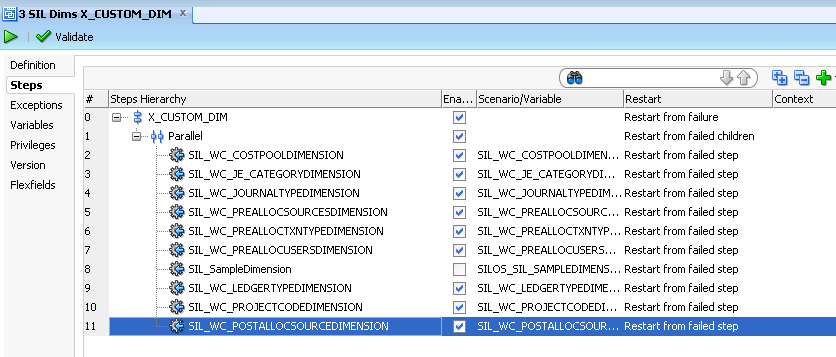 3 SIL Dims X_CUSTOM_DIM x
Validate
Definition
Steps
Exceptions
Variables
Privileges
Version
Flexfields
# Steps Hierarchy Ena... Scenario/Variable Restart Context
0 X_CUSTOM_DIM Restart from failure
1 Parallel Restart from failed children
2 SIL_WC_COSTPOOLDIMENSION SIL_WC_COSTPOOLDIMEN... Restart from failed step
3 SIL_WC_JE_CATEGORYDIMENSION SIL_WC_JE_CATEGORYDI... Restart from failed step
4 SIL_WC_JOURNALTYPEDIMENSION SIL_WC_JOURNALTYPEDIM... Restart from failed step
5 SIL_WC_PREALLOCSOURCESDIMENSION SIL_WC_PREALLOCSOURC... Restart from failed step
6 SIL_WC_PREALLOCTXNTYPEDIMENSION SIL_WC_PREALLOCTXNTY... Restart from failed step
7 SIL_WC_PREALLOCUSERSDIMENSION SIL_WC_PREALLOCUSERS... Restart from failed step
8 SIL_SampleDimension SILOS_SIL_SAMPLEDIMENS... Restart from failed step
9 SIL_WC_LEDGERTYPEDIMENSION SIL_WC_LEDGERTYPEDIME... Restart from failed step
10 SIL_WC_PROJECTCODEDIMENSION SIL_WC_PROJECTCODEDI... Restart from failed step
11 SIL_WC_POSTALLOCSOURCEDIMENSION SIL_WC_POSTALLOCSOUR... Restart from failed step